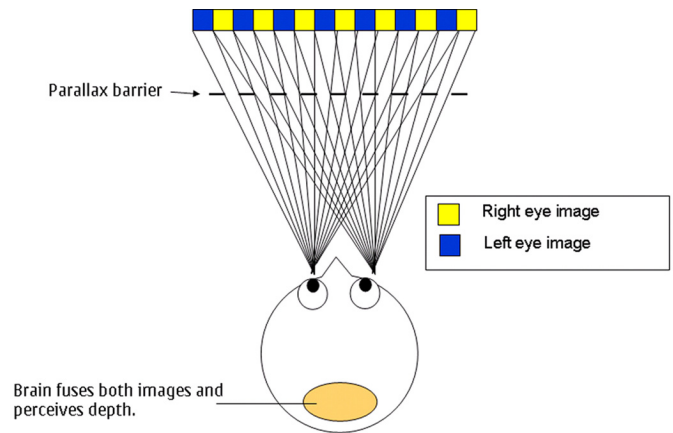 Parallax barrier
Right eye image
Left eye image
Brain fuses both images and
perceives depth.